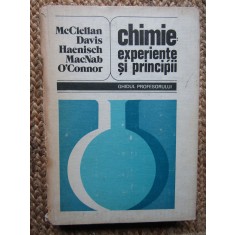 McClellan
Davis
Haenisch
MacNab
O'Connor
chimie
experiențe
și principii
GHIDUL PROFESORULUI